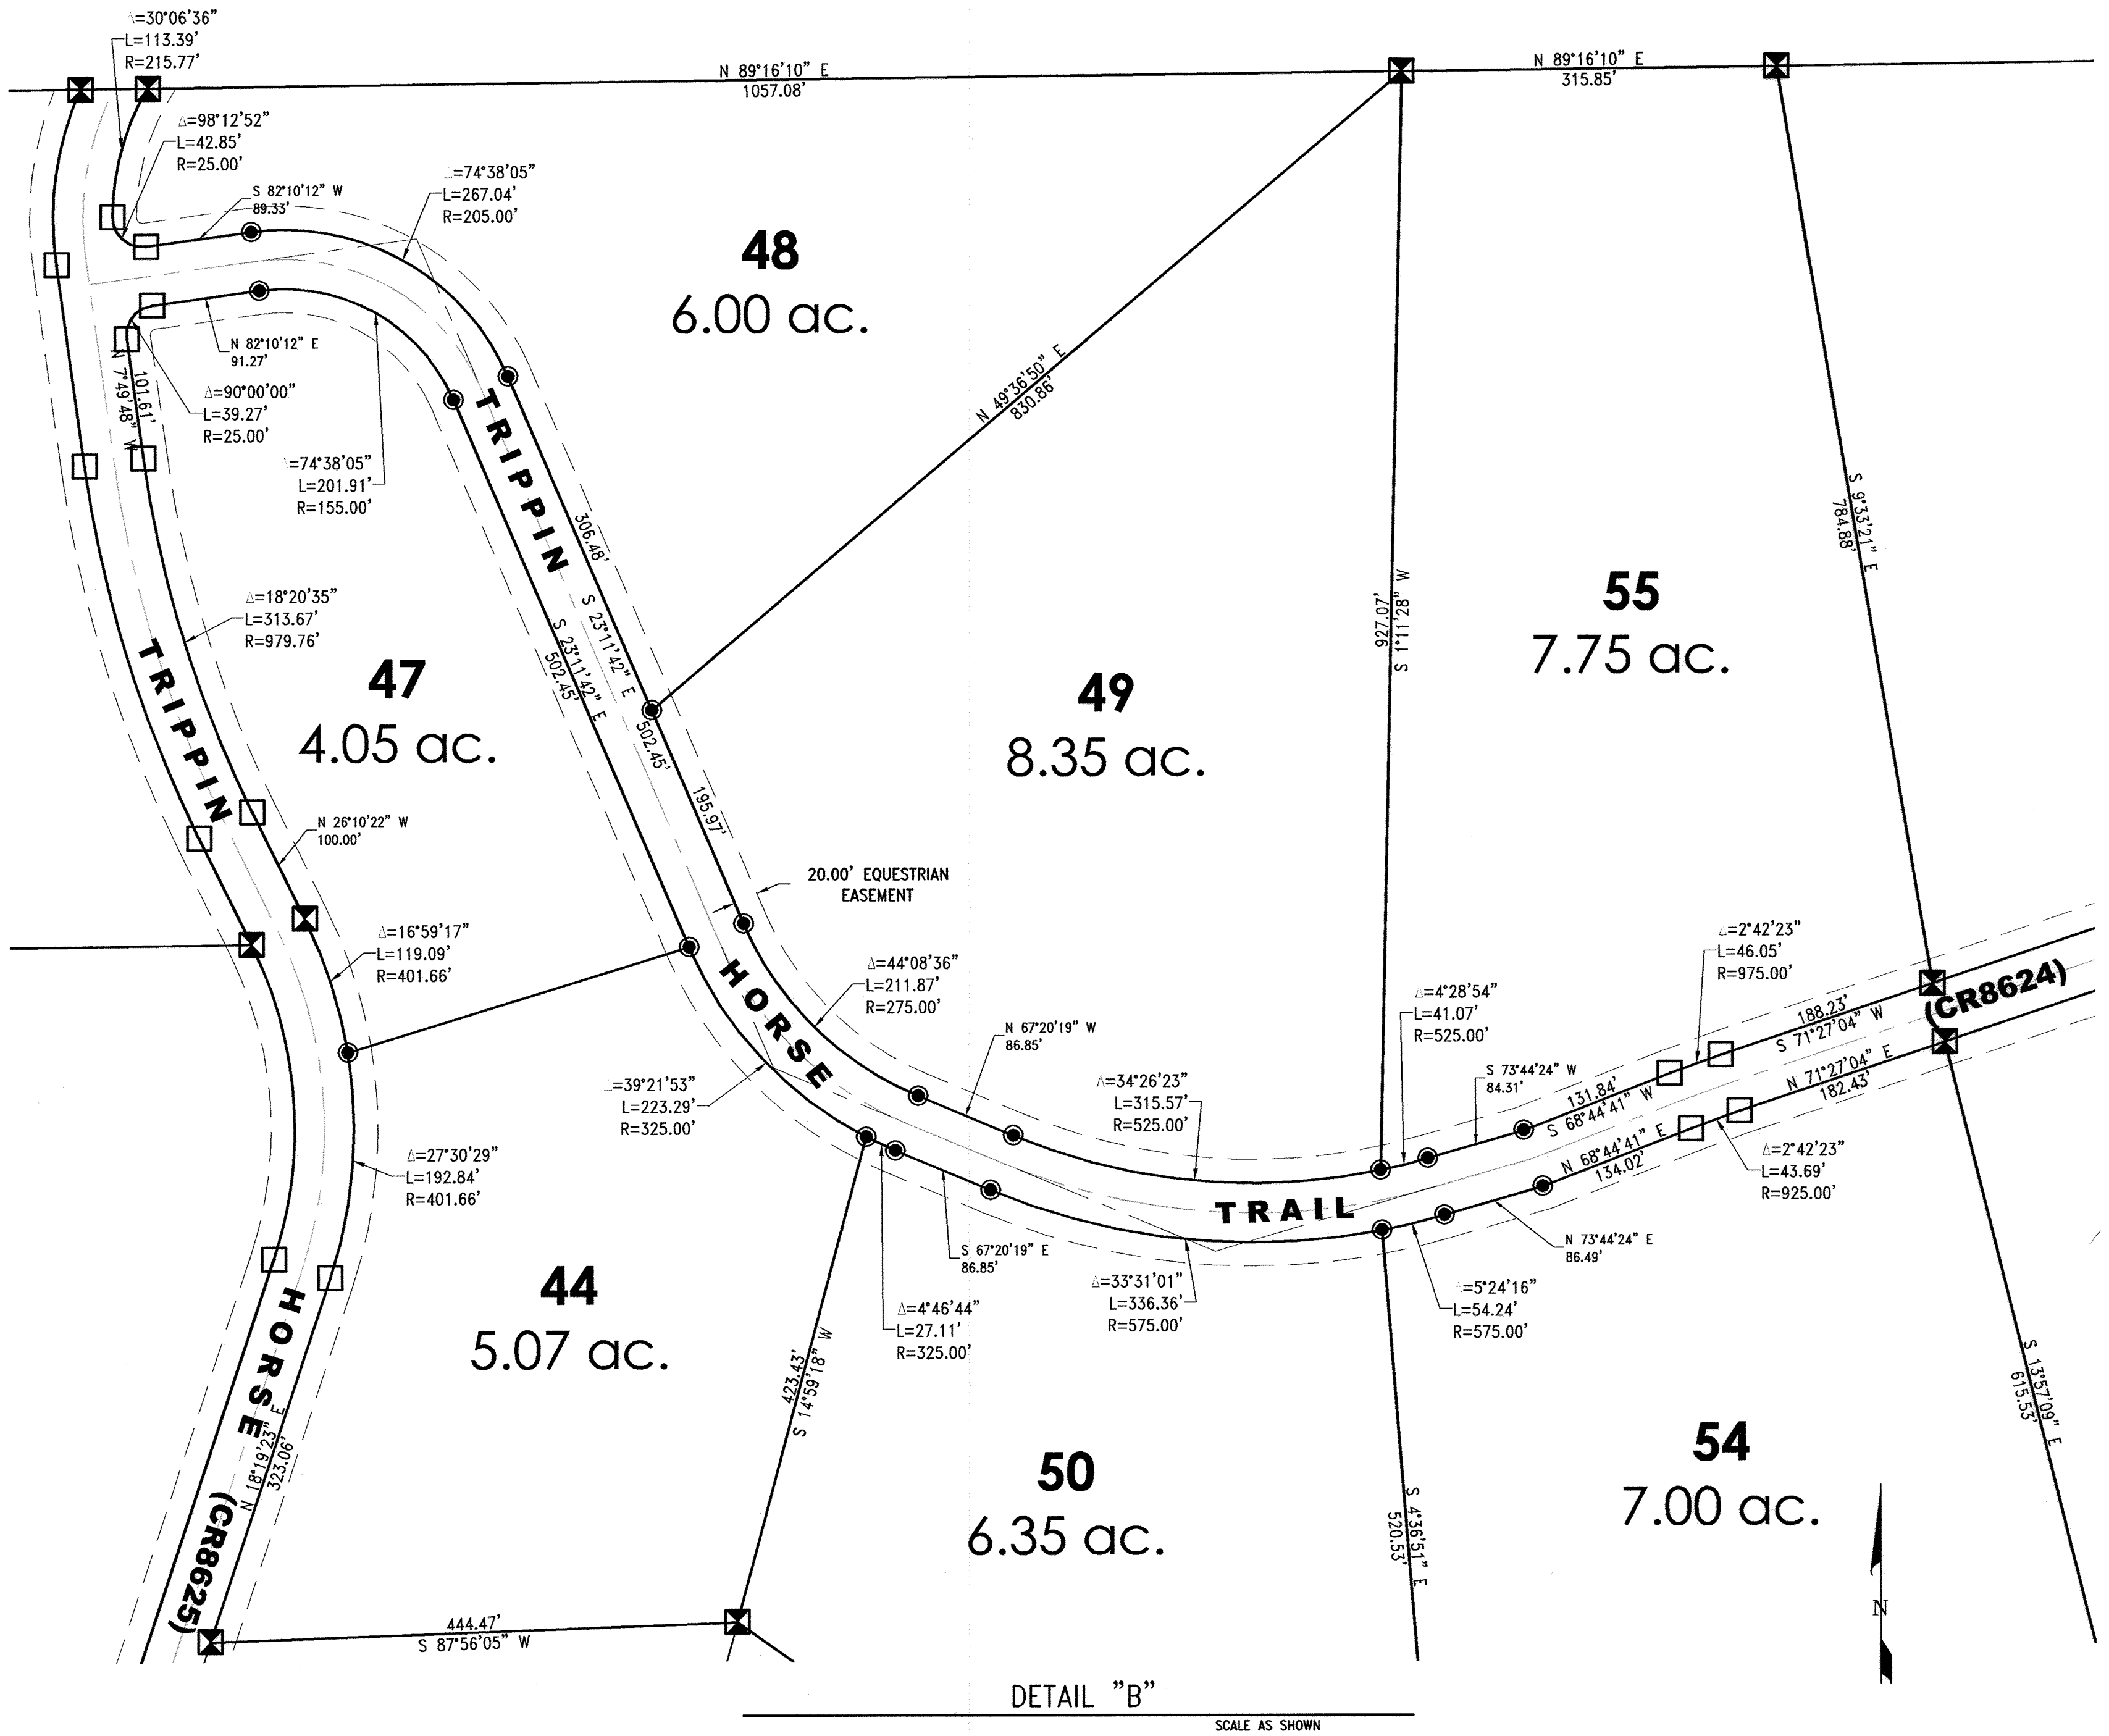 Δ=30°06'36"
L=113.39'
R=215.77'
N 89°16'10" E
1057.08'
N 89°16'10" E
315.85'
Δ=98°12'52"
L=42.85'
R=25.00'
S 82°10'12" W
89.33'
Δ=74°38'05"
L=267.04'
R=205.00'
48
6.00 ac.
N 82°10'12" E
91.27'
N 7°49'48" W
101.61'
Δ=90°00'00"
L=39.27'
R=25.00'
Δ=74°38'05"
L=201.91'
R=155.00'
N 49°36'50" E
830.86'
TRIPPIN
306.48'
S 23°11'42" E
502.45'
S 23°11'42" E
502.45'
195.97'
S 9°33'21" E
784.88'
927.07'
S 1°11'28" W
55
7.75 ac.
Δ=18°20'35"
L=313.67'
R=979.76'
TRIPPIN
47
4.05 ac.
49
8.35 ac.
N 26°10'22" W
100.00'
20.00' EQUESTRIAN
EASEMENT
Δ=16°59'17"
L=119.09'
R=401.66'
HORSE
Δ=44°08'36"
L=211.87'
R=275.00'
Δ=2°42'23"
L=46.05'
R=975.00'
Δ=4°28'54"
L=41.07'
R=525.00'
188.23'
S 71°27'04" W
(CR8624)
N 67°20'19" W
86.85'
Δ=39°21'53"
L=223.29'
R=325.00'
Δ=34°26'23"
L=315.57'
R=525.00'
S 73°44'24" W
84.31'
131.84'
S 68°44'41" W
N 71°27'04" E
182.43'
N 68°44'41" E
134.02'
Δ=2°42'23"
L=43.69'
R=925.00'
Δ=27°30'29"
L=192.84'
R=401.66'
TRAIL
S 67°20'19" E
86.85'
N 73°44'24" E
86.49'
Δ=33°31'01"
L=336.36'
R=575.00'
Δ=5°24'16"
L=54.24'
R=575.00'
Δ=4°46'44"
L=27.11'
R=325.00'
44
5.07 ac.
HORSE
423.43'
S 14°59'18" W
S 13°57'09" E
615.53'
N 18°19'23" E
323.06'
50
6.35 ac.
S 4°36'51" E
520.53'
54
7.00 ac.
(CR8625)
444.47'
S 87°56'05" W
N
DETAIL "B"
SCALE AS SHOWN